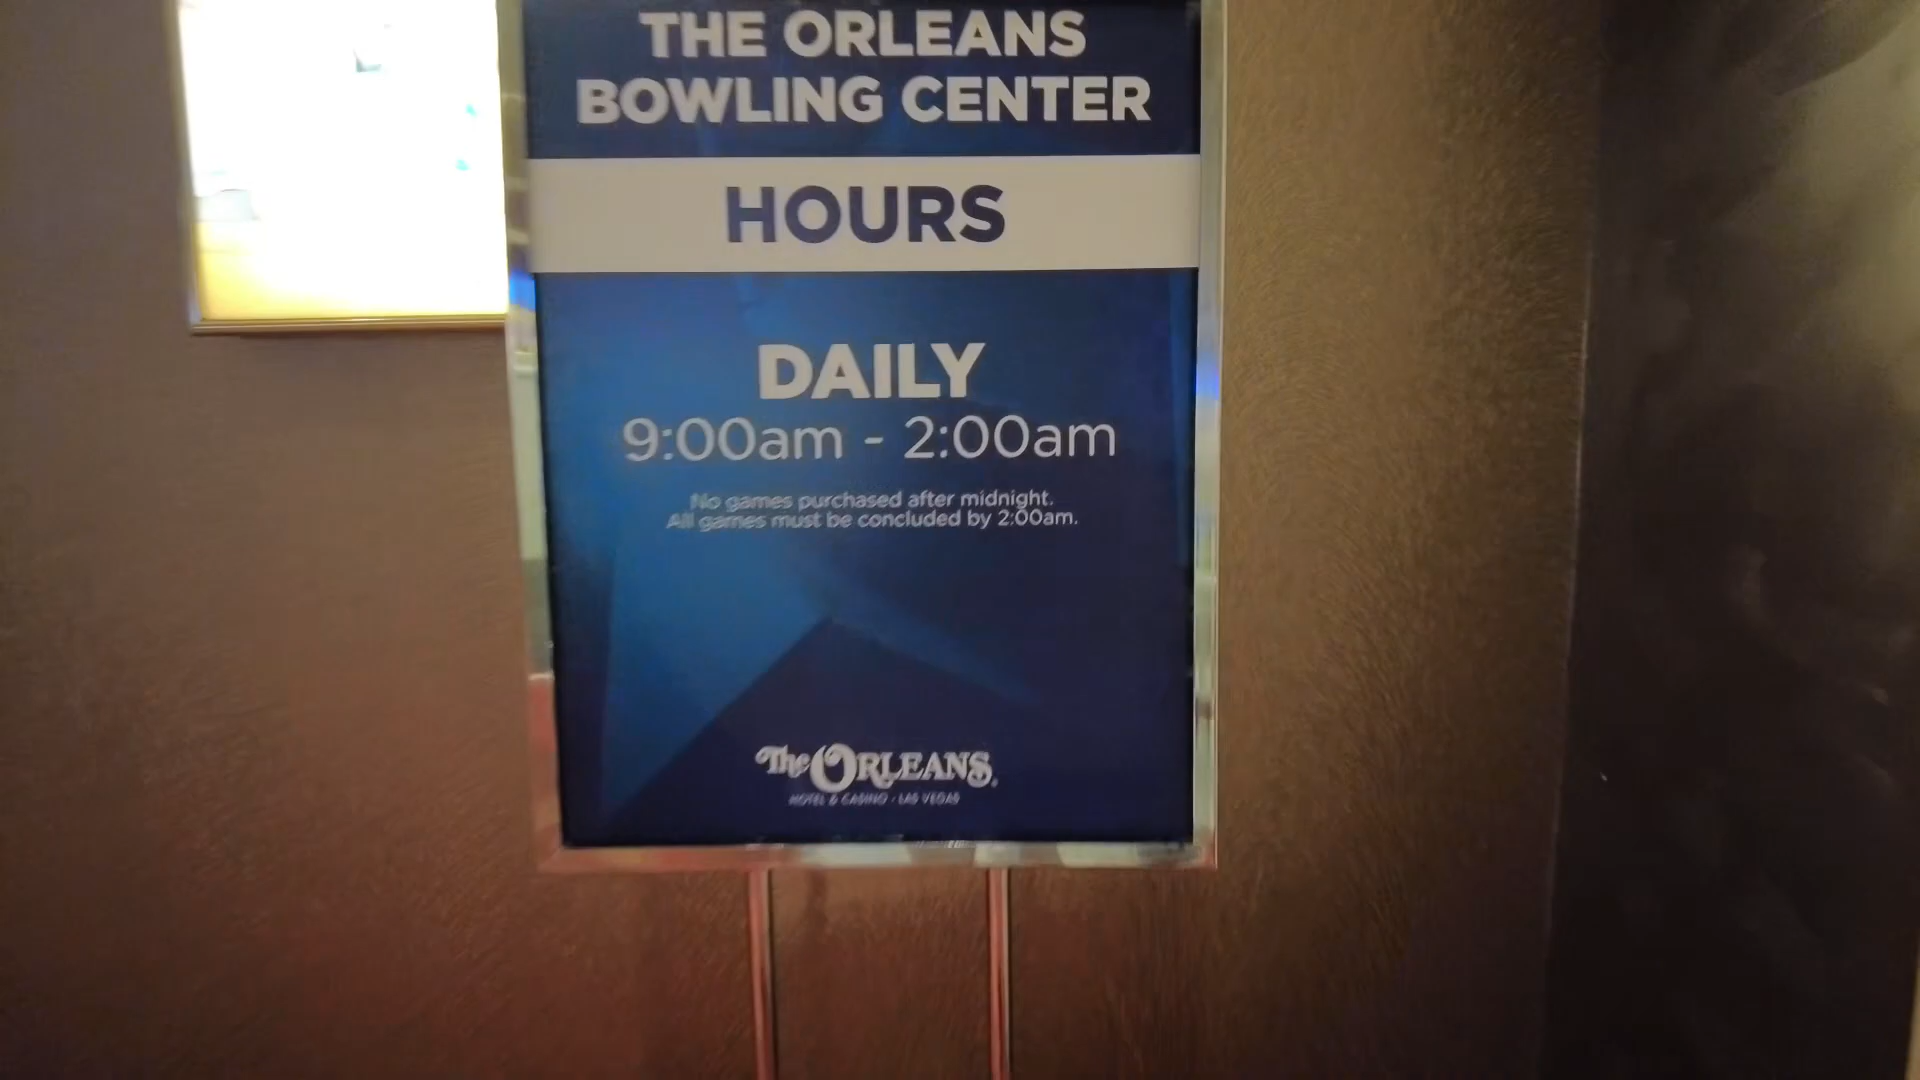 THE ORLEANS
BOWLING CENTER
HOURS
DAILY
9:00am - 2:00am
No games purchased after midnight.
All games must be concluded by 2:00am.
The ORLEANS
HOTEL & CASINO • LAS VEGAS